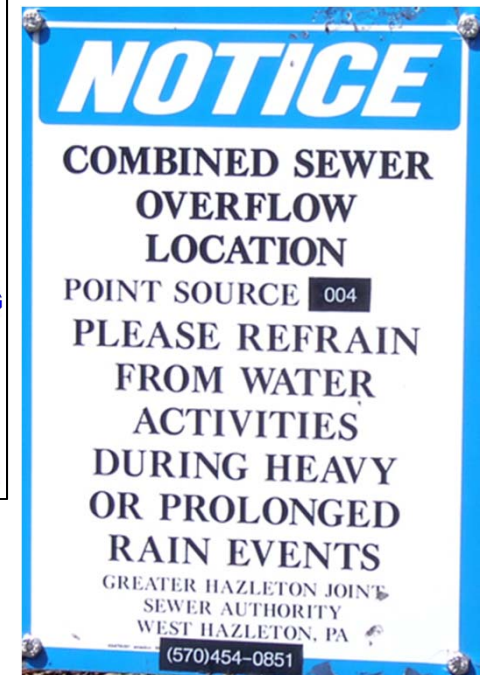 NOTICE
COMBINED SEWER
OVERFLOW
LOCATION
POINT SOURCE 004
PLEASE REFRAIN
FROM WATER
ACTIVITIES
DURING HEAVY
OR PROLONGED
RAIN EVENTS
GREATER HAZLETON JOINT
SEWER AUTHORITY
WEST HAZLETON, PA
(570)454-0851